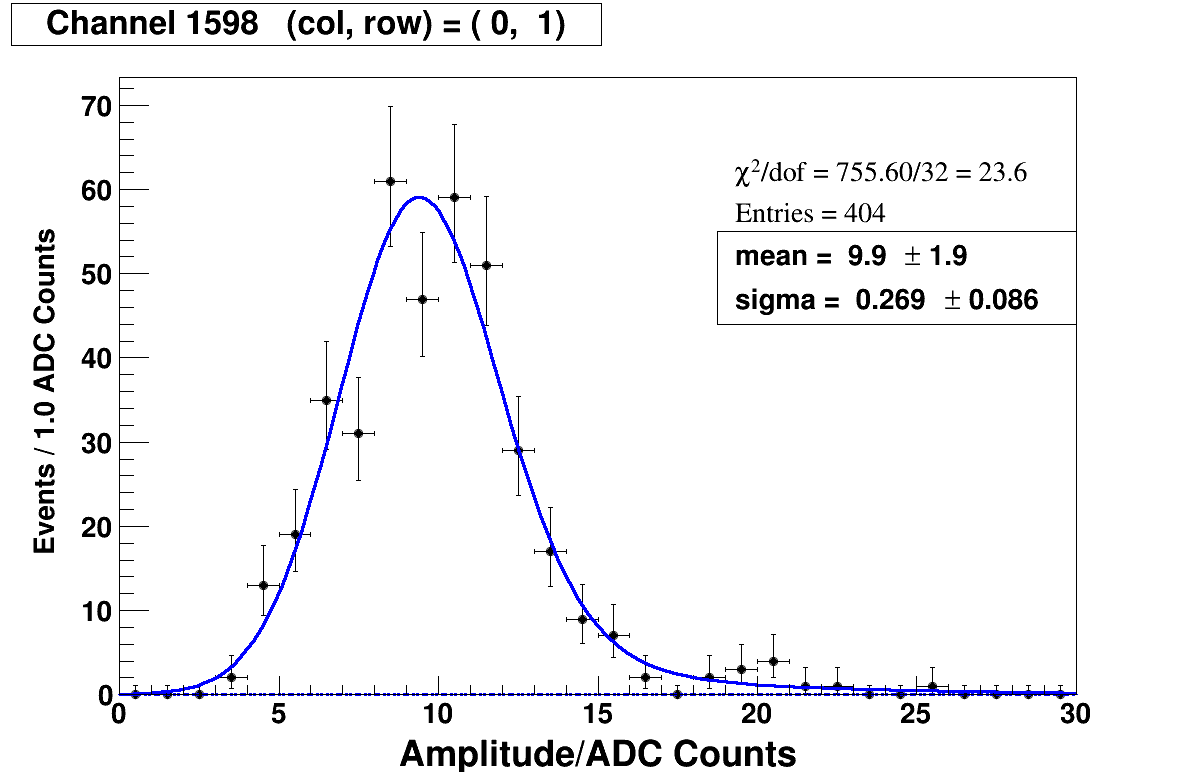 Channel 1598 (col, row) = ( 0, 1)
χ²/dof = 755.60/32 = 23.6
Entries = 404
mean = 9.9 ± 1.9
sigma = 0.269 ± 0.086
Events / 1.0 ADC Counts
70
60
50
40
30
20
10
0
0 5 10 15 20 25 30
Amplitude/ADC Counts